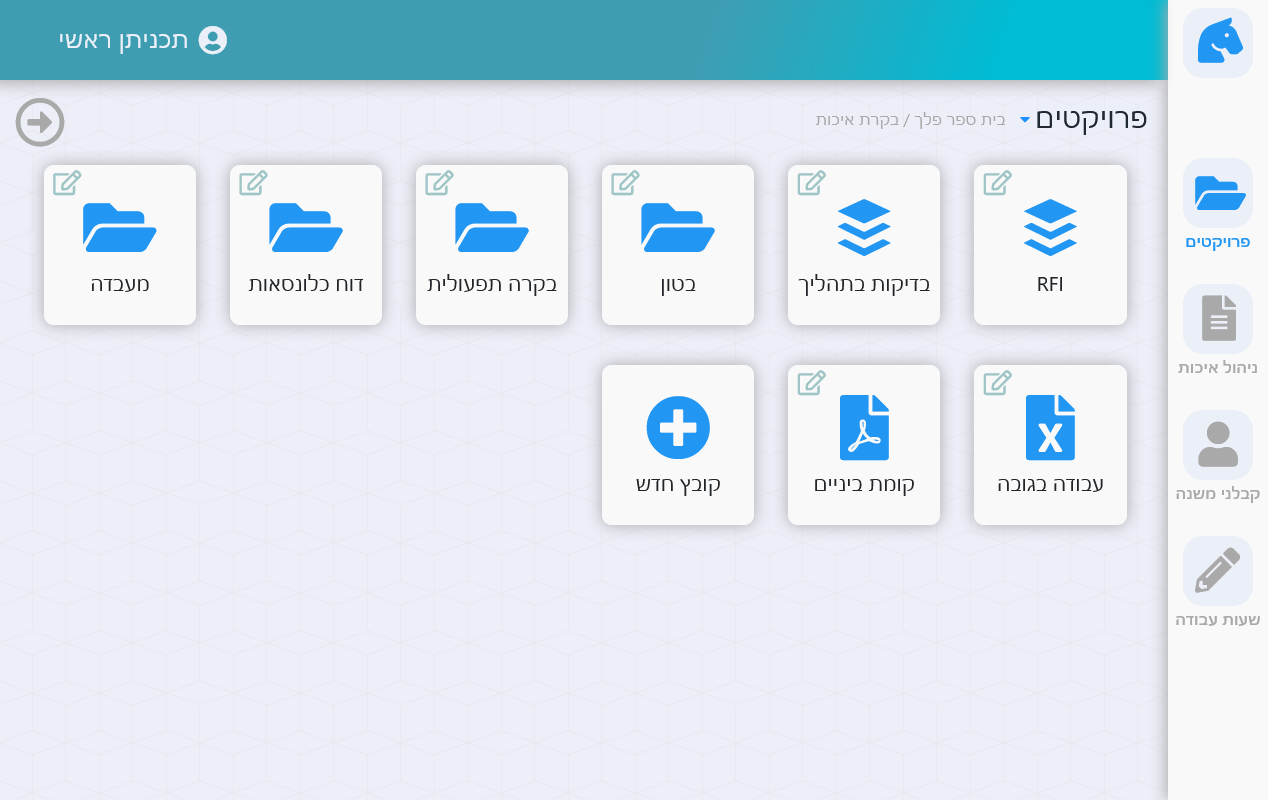 תכניתן ראשי
פרויקטים
בית ספר פלך / בקרת איכות
RFI
בדיקות בתהליך
בטון
בקרה תפעולית
דוח כלונסאות
מעבדה
עבודה בגובה
קומת ביניים
קובץ חדש
פרויקטים
ניהול איכות
קבלני משנה
שעות עבודה